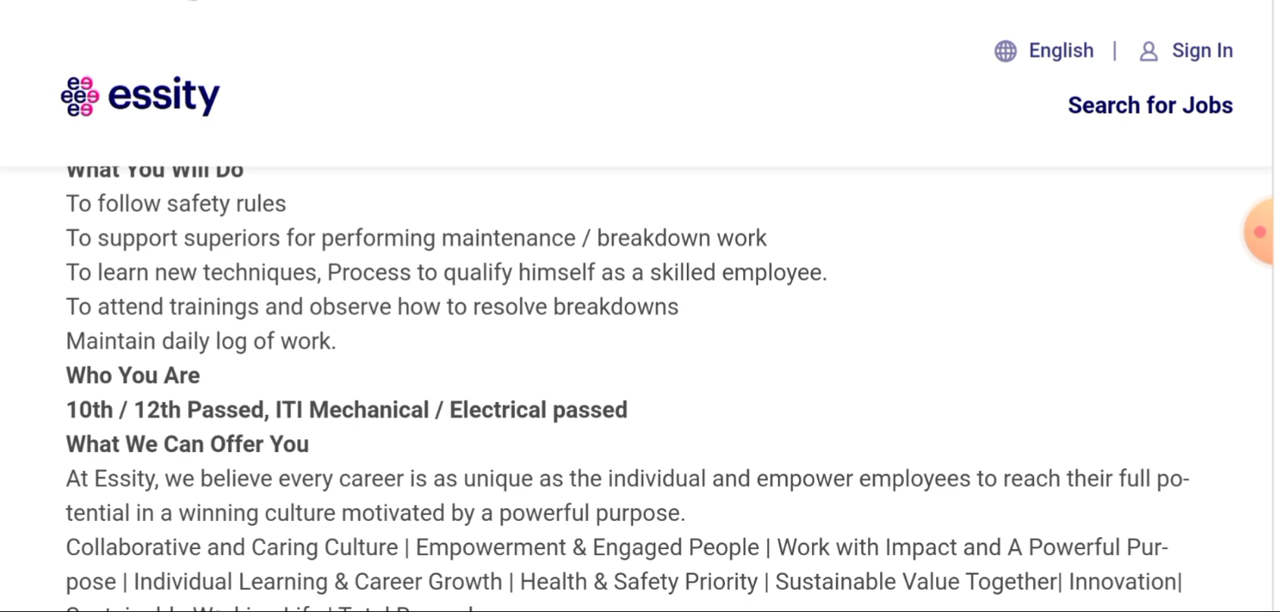 English | Sign In
essity
Search for Jobs
What You Will Do
To follow safety rules
To support superiors for performing maintenance / breakdown work
To learn new techniques, Process to qualify himself as a skilled employee.
To attend trainings and observe how to resolve breakdowns
Maintain daily log of work.
Who You Are
10th / 12th Passed, ITI Mechanical / Electrical passed
What We Can Offer You
At Essity, we believe every career is as unique as the individual and empower employees to reach their full po-
tential in a winning culture motivated by a powerful purpose.
Collaborative and Caring Culture | Empowerment & Engaged People | Work with Impact and A Powerful Pur-
pose | Individual Learning & Career Growth | Health & Safety Priority | Sustainable Value Together| Innovation|